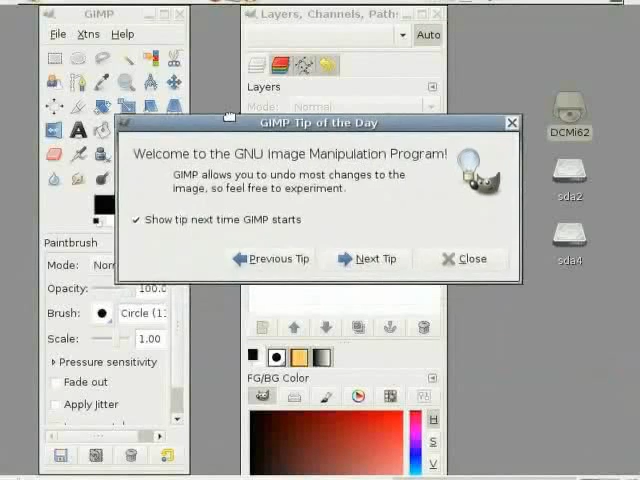 GIMP
Layers, Channels, Paths
File Xtns Help
Auto
Layers
Mode: Normal
GIMP Tip of the Day
Welcome to the GNU Image Manipulation Program!
GIMP allows you to undo most changes to the
image, so feel free to experiment.
Show tip next time GIMP starts
Previous Tip
Next Tip
Close
DCMi62
sda2
sda4
Paintbrush
Mode:
Opacity: 100.0
Brush: Circle (11
Scale: 1.00
Pressure sensitivity
Fade out
Apply Jitter
FG/BG Color
H
S
V